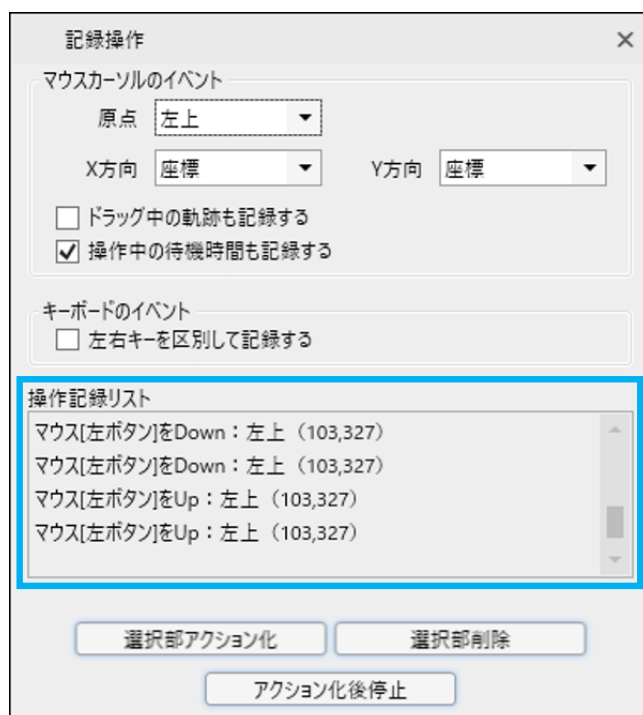 記録操作
マウスカーソルのイベント
原点 左上
X方向 座標 Y方向 座標
ドラッグ中の軌跡も記録する
操作中の待機時間も記録する
キーボードのイベント
左右キーを区別して記録する
操作記録リスト
マウス[左ボタン]をDown：左上（103,327）
マウス[左ボタン]をDown：左上（103,327）
マウス[左ボタン]をUp：左上（103,327）
マウス[左ボタン]をUp：左上（103,327）
選択部アクション化 選択部削除
アクション化後停止